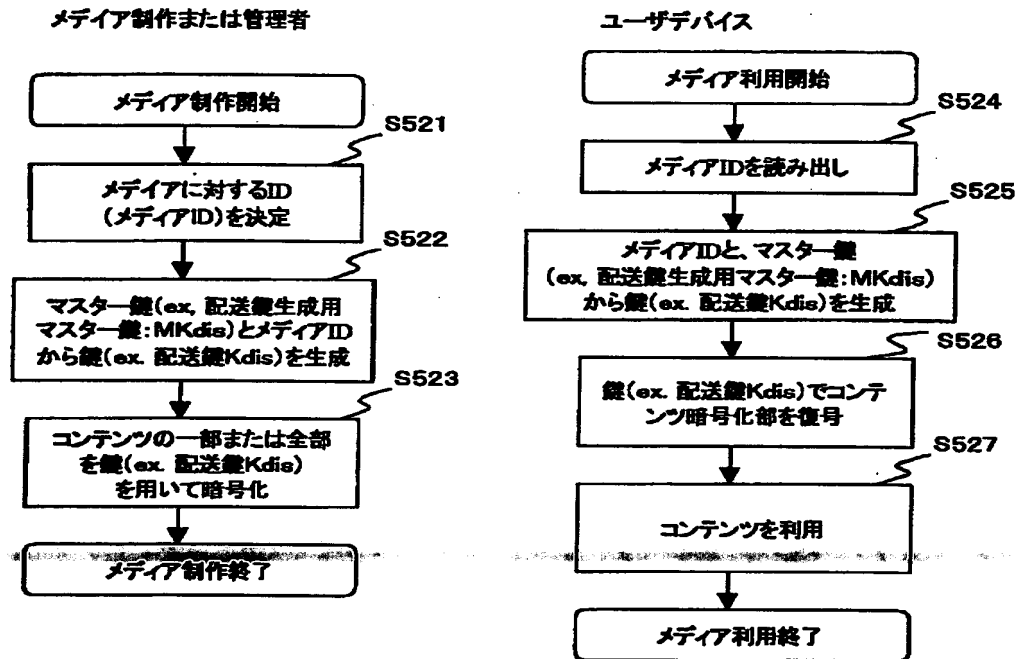 メディア制作または管理者
メディア制作開始
S521
メディアに対するID
(メディアID)を決定
S522
マスター鍵(ex, 配送鍵生成用
マスター鍵:MKdis)とメディアID
から鍵(ex. 配送鍵Kdis)を生成
S523
コンテンツの一部または全部
を鍵(ex. 配送鍵Kdis)
を用いて暗号化
メディア制作終了
ユーザデバイス
メディア利用開始
S524
メディアIDを読み出し
S525
メディアIDと、マスター鍵
(ex, 配送鍵生成用マスター鍵:MKdis)
から鍵(ex. 配送鍵Kdis)を生成
S526
鍵(ex. 配送鍵Kdis)でコンテ
ンツ暗号化部を復号
S527
コンテンツを利用
メディア利用終了